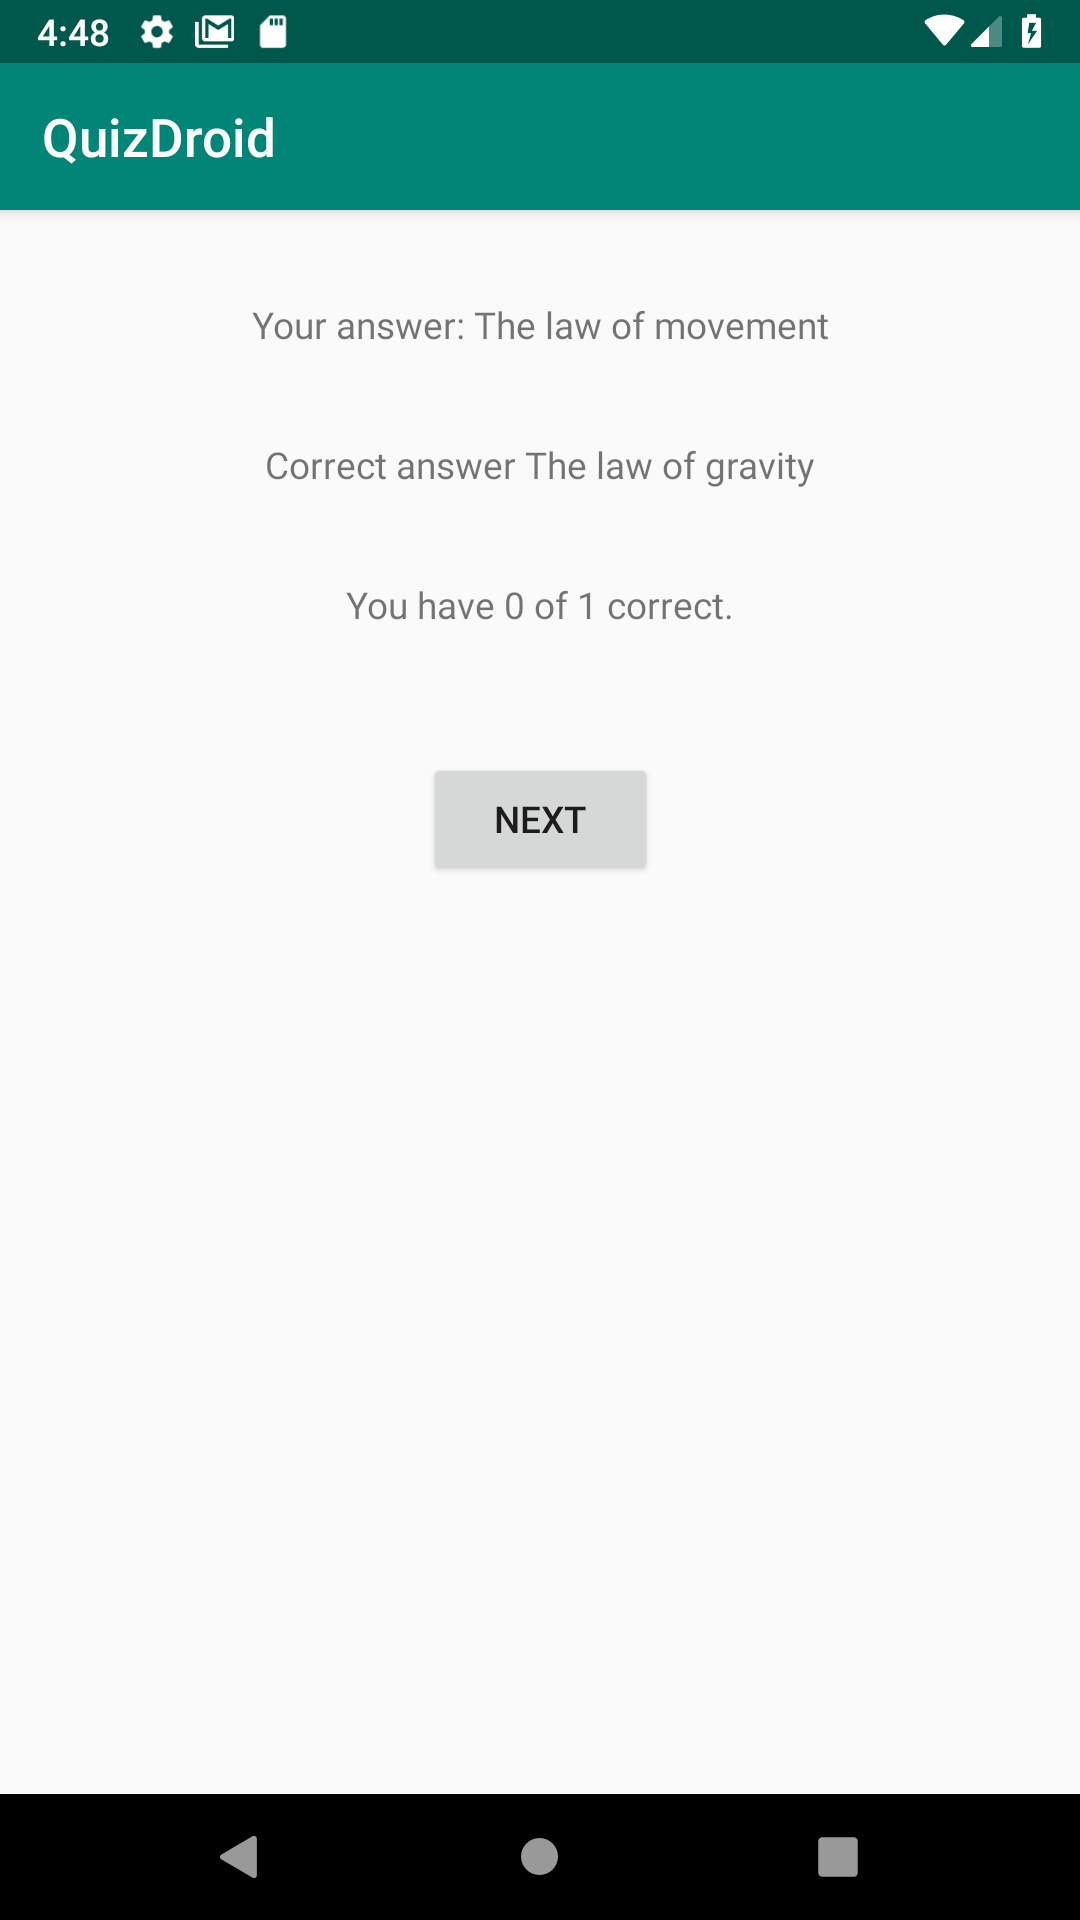 4:48
QuizDroid
Your answer: The law of movement
Correct answer The law of gravity
You have 0 of 1 correct.
NEXT